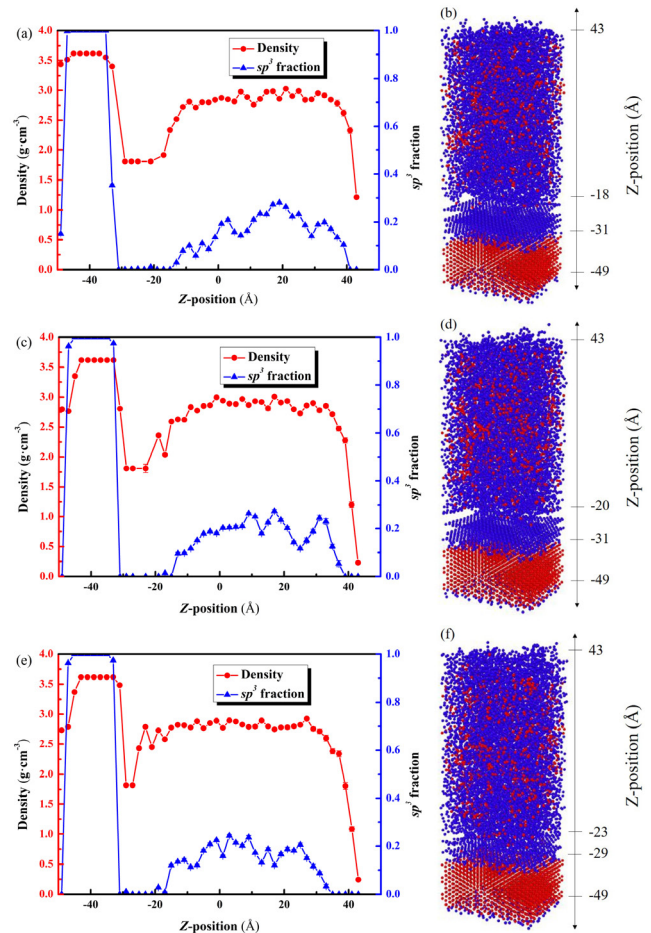 (a)
Density
sp³ fraction
4.0
3.5
3.0
2.5
2.0
1.5
1.0
0.5
0.0
Density (g·cm⁻³)
1.0
0.8
0.6
0.4
0.2
0.0
sp³ fraction
-40 -20 0 20 40
Z-position (Å)
(b)
43
-18
-31
-49
Z-position (Å)
(c)
Density
sp³ fraction
4.0
3.5
3.0
2.5
2.0
1.5
1.0
0.5
0.0
Density (g·cm⁻³)
1.0
0.8
0.6
0.4
0.2
0.0
sp³ fraction
-40 -20 0 20 40
Z-position (Å)
(d)
43
-20
-31
-49
Z-position (Å)
(e)
Density
sp³ fraction
4.0
3.5
3.0
2.5
2.0
1.5
1.0
0.5
0.0
Density (g·cm⁻³)
1.0
0.8
0.6
0.4
0.2
0.0
sp³ fraction
-40 -20 0 20 40
Z-position (Å)
(f)
43
-23
-29
-49
Z-position (Å)